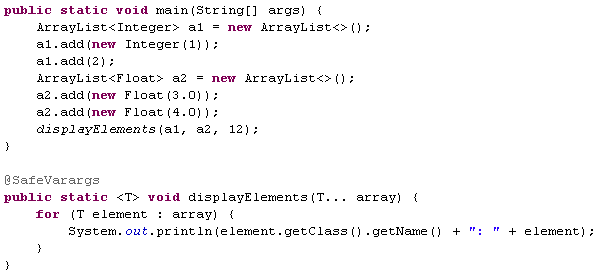 public static void main(String[] args) {
    ArrayList<Integer> a1 = new ArrayList<>();
    a1.add(new Integer(1));
    a1.add(2);
    ArrayList<Float> a2 = new ArrayList<>();
    a2.add(new Float(3.0));
    a2.add(new Float(4.0));
    displayElements(a1, a2, 12);
}
@SafeVarargs
public static <T> void displayElements(T... array) {
    for (T element : array) {
        System.out.println(element.getClass().getName() + ": " + element);
    }
}